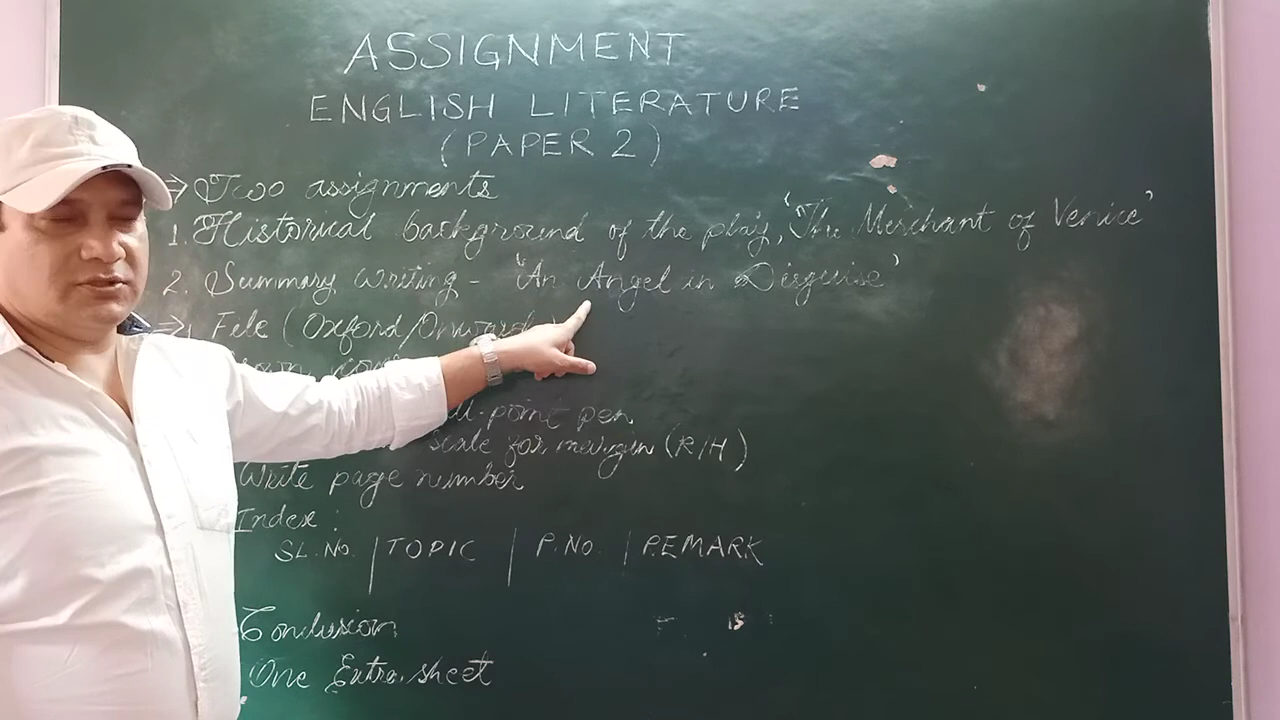 ASSIGNMENT
ENGLISH LITERATURE
(PAPER 2)
⇒ Two assignments
1. Historical background of the play, 'The Merchant of Venice'
2. Summary writing - 'An Angel in Disguise'
⇒ File (Oxford/Onward
point pen
scale for margin (R/H)
Write page number
Index:
SL. No. | TOPIC | P.No. | REMARK
Conclusion
One Extra sheet